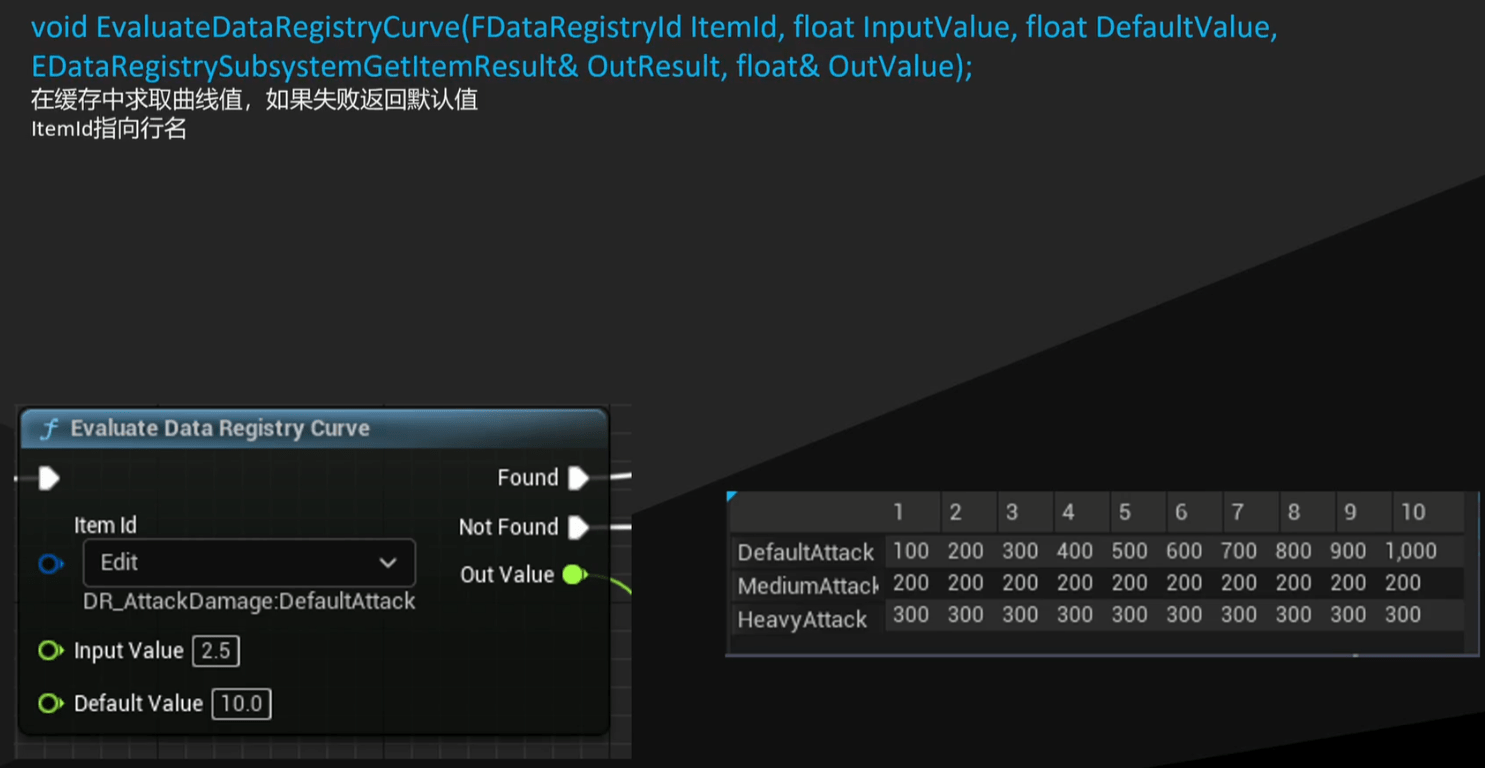 void EvaluateDataRegistryCurve(FDataRegistryId ItemId, float InputValue, float DefaultValue,
EDataRegistrySubsystemGetItemResult& OutResult, float& OutValue);
在缓存中求取曲线值，如果失败返回默认值
ItemId指向行名
f Evaluate Data Registry Curve
Found
Item Id
Not Found
Edit
Out Value
DR_AttackDamage:DefaultAttack
Input Value 2.5
Default Value 10.0
1 2 3 4 5 6 7 8 9 10
DefaultAttack 100 200 300 400 500 600 700 800 900 1,000
MediumAttack 200 200 200 200 200 200 200 200 200 200
HeavyAttack 300 300 300 300 300 300 300 300 300 300